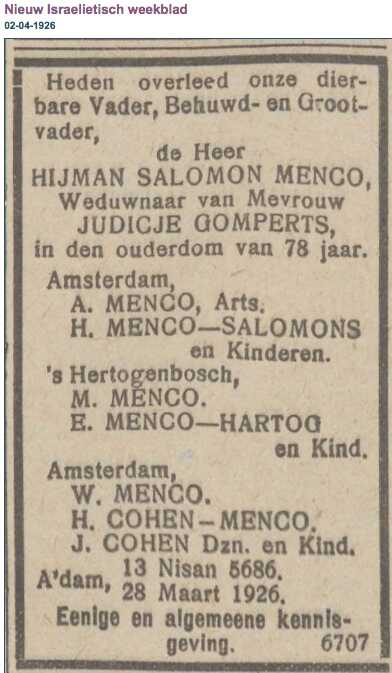 Nieuw Israelietisch weekblad
02-04-1926
Heden overleed onze dier-
bare Vader, Behuwd- en Groot-
vader,
de Heer
HIJMAN SALOMON MENCO,
Weduwnaar van Mevrouw
JUDICJE GOMPERTS,
in den ouderdom van 78 jaar.
Amsterdam,
A. MENCO, Arts.
H. MENCO—SALOMONS
en Kinderen.
's Hertogenbosch,
M. MENCO.
E. MENCO—HARTOG
en Kind.
Amsterdam,
W. MENCO.
H. COHEN—MENCO.
J. COHEN Dzn. en Kind.
A'dam, 13 Nisan 5686.
28 Maart 1926.
Eenige en algemeene kennis-
geving. 6707